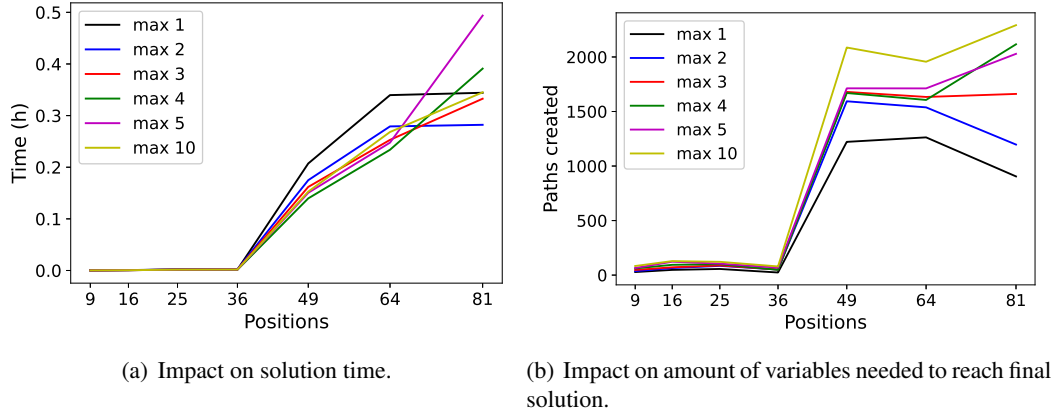 max 1
max 2
max 3
max 4
max 5
max 10
Time (h)
0.5
0.4
0.3
0.2
0.1
0.0
9 16 25 36 49 64 81
Positions
(a) Impact on solution time.
max 1
max 2
max 3
max 4
max 5
max 10
Paths created
2000
1500
1000
500
0
9 16 25 36 49 64 81
Positions
(b) Impact on amount of variables needed to reach final
solution.